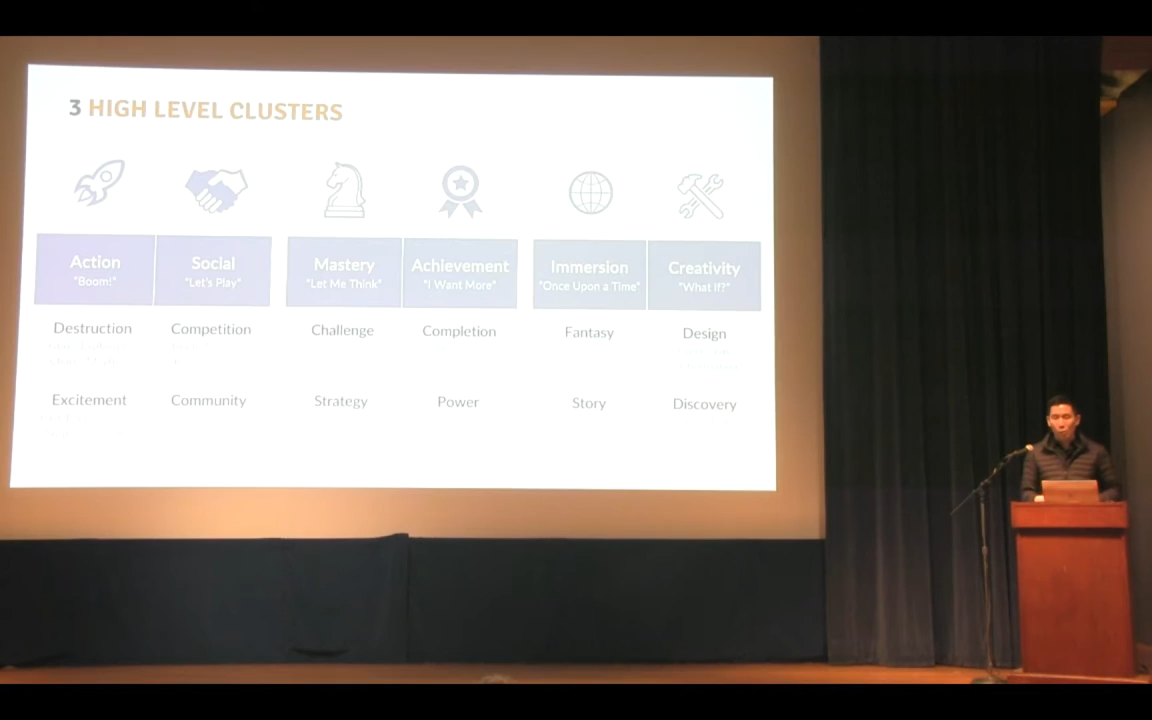 3 HIGH LEVEL CLUSTERS
Action Social Mastery Achievement Immersion Creativity
"Boom!" "Let's Play" "Let Me Think" "I Want More" "Once Upon a Time" "What If?"
Destruction Competition Challenge Completion Fantasy Design
Excitement Community Strategy Power Story Discovery